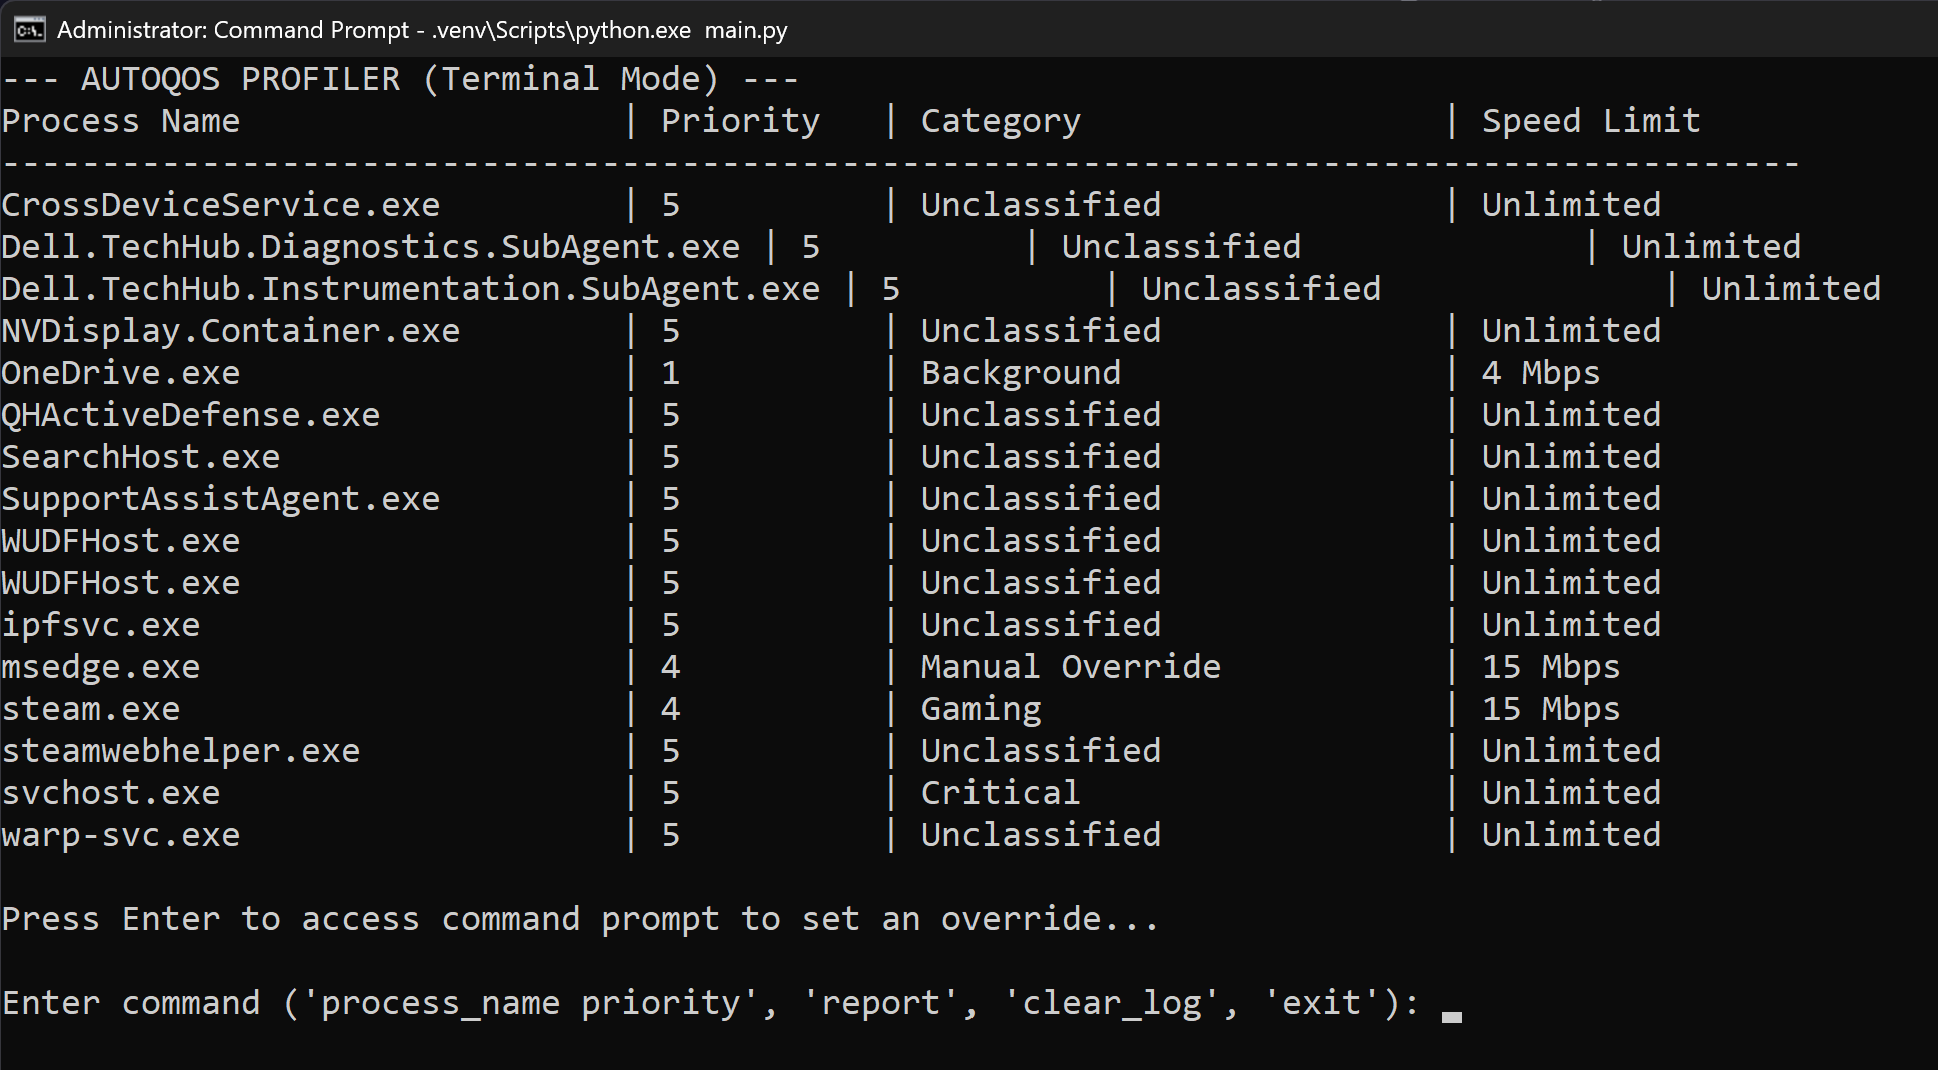 Administrator: Command Prompt - .venv\Scripts\python.exe  main.py
--- AUTOQOS PROFILER (Terminal Mode) ---
Process Name                   | Priority   | Category                  | Speed Limit
------------------------------------------------------------------------------------------
CrossDeviceService.exe         | 5          | Unclassified              | Unlimited
Dell.TechHub.Diagnostics.SubAgent.exe | 5          | Unclassified              | Unlimited
Dell.TechHub.Instrumentation.SubAgent.exe | 5          | Unclassified              | Unlimited
NVDisplay.Container.exe        | 5          | Unclassified              | Unlimited
OneDrive.exe                   | 1          | Background                | 4 Mbps
QHActiveDefense.exe            | 5          | Unclassified              | Unlimited
SearchHost.exe                 | 5          | Unclassified              | Unlimited
SupportAssistAgent.exe         | 5          | Unclassified              | Unlimited
WUDFHost.exe                   | 5          | Unclassified              | Unlimited
WUDFHost.exe                   | 5          | Unclassified              | Unlimited
ipfsvc.exe                     | 5          | Unclassified              | Unlimited
msedge.exe                     | 4          | Manual Override           | 15 Mbps
steam.exe                      | 4          | Gaming                    | 15 Mbps
steamwebhelper.exe             | 5          | Unclassified              | Unlimited
svchost.exe                    | 5          | Critical                  | Unlimited
warp-svc.exe                   | 5          | Unclassified              | Unlimited
Press Enter to access command prompt to set an override...
Enter command ('process_name priority', 'report', 'clear_log', 'exit'):